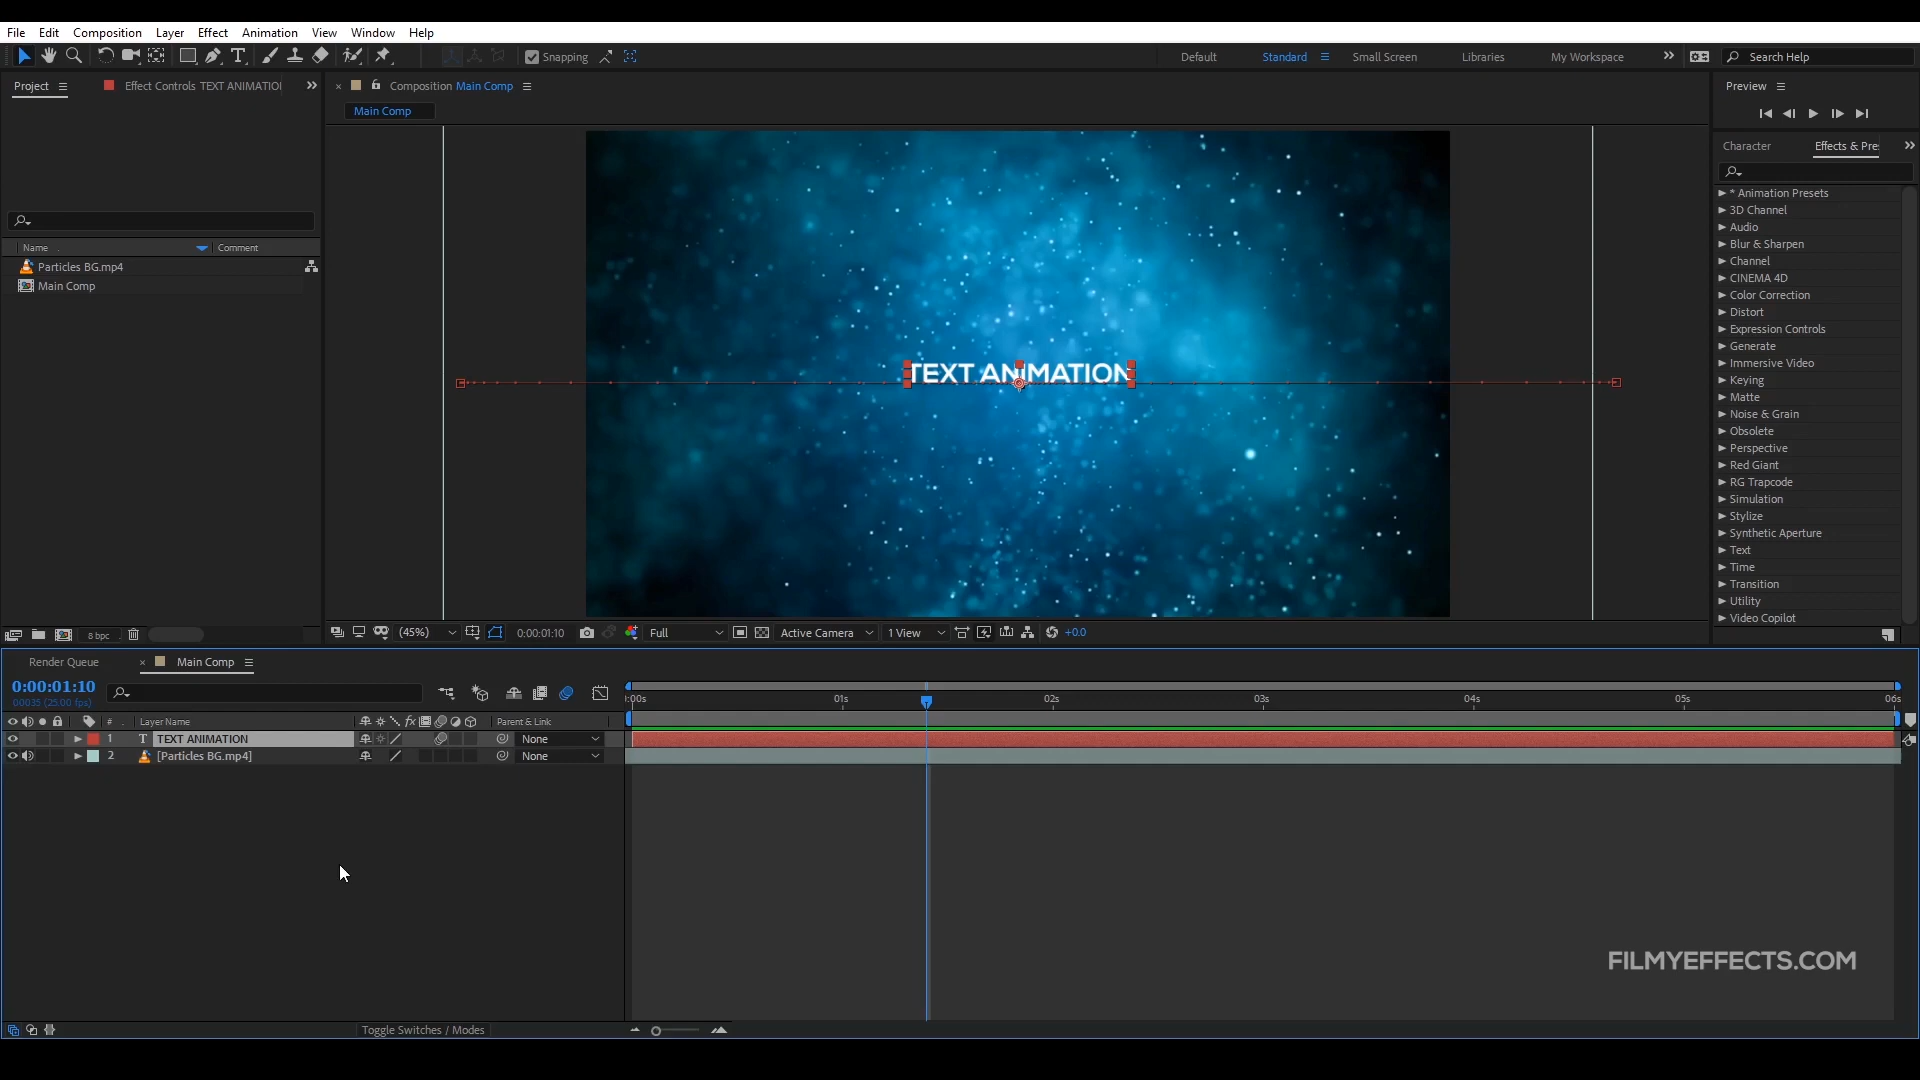 File Edit Composition Layer Effect Animation View Window Help
Snapping Default Standard Small Screen Libraries My Workspace Search Help
Project Effect Controls TEXT ANIMATIO Composition Main Comp Preview
Main Comp
Character Effects & Pre
Name Comment
Particles BG.mp4
Main Comp
* Animation Presets
3D Channel
Audio
Blur & Sharpen
Channel
CINEMA 4D
Color Correction
Distort
Expression Controls
Generate
Immersive Video
Keying
Matte
Noise & Grain
Obsolete
Perspective
Red Giant
RG Trapcode
Simulation
Stylize
Synthetic Aperture
Text
Time
Transition
Utility
Video Copilot
TEXT ANIMATION
8 bpc (45%) 0:00:01:10 Full Active Camera 1 View +0.0
Render Queue Main Comp
0:00:01:10
00035 (25.00 fps)
:00s 01s 02s 03s 04s 05s 06s
# Layer Name fx Parent & Link
1 T TEXT ANIMATION None
2 [Particles BG.mp4] None
FILMYEFFECTS.COM
Toggle Switches / Modes